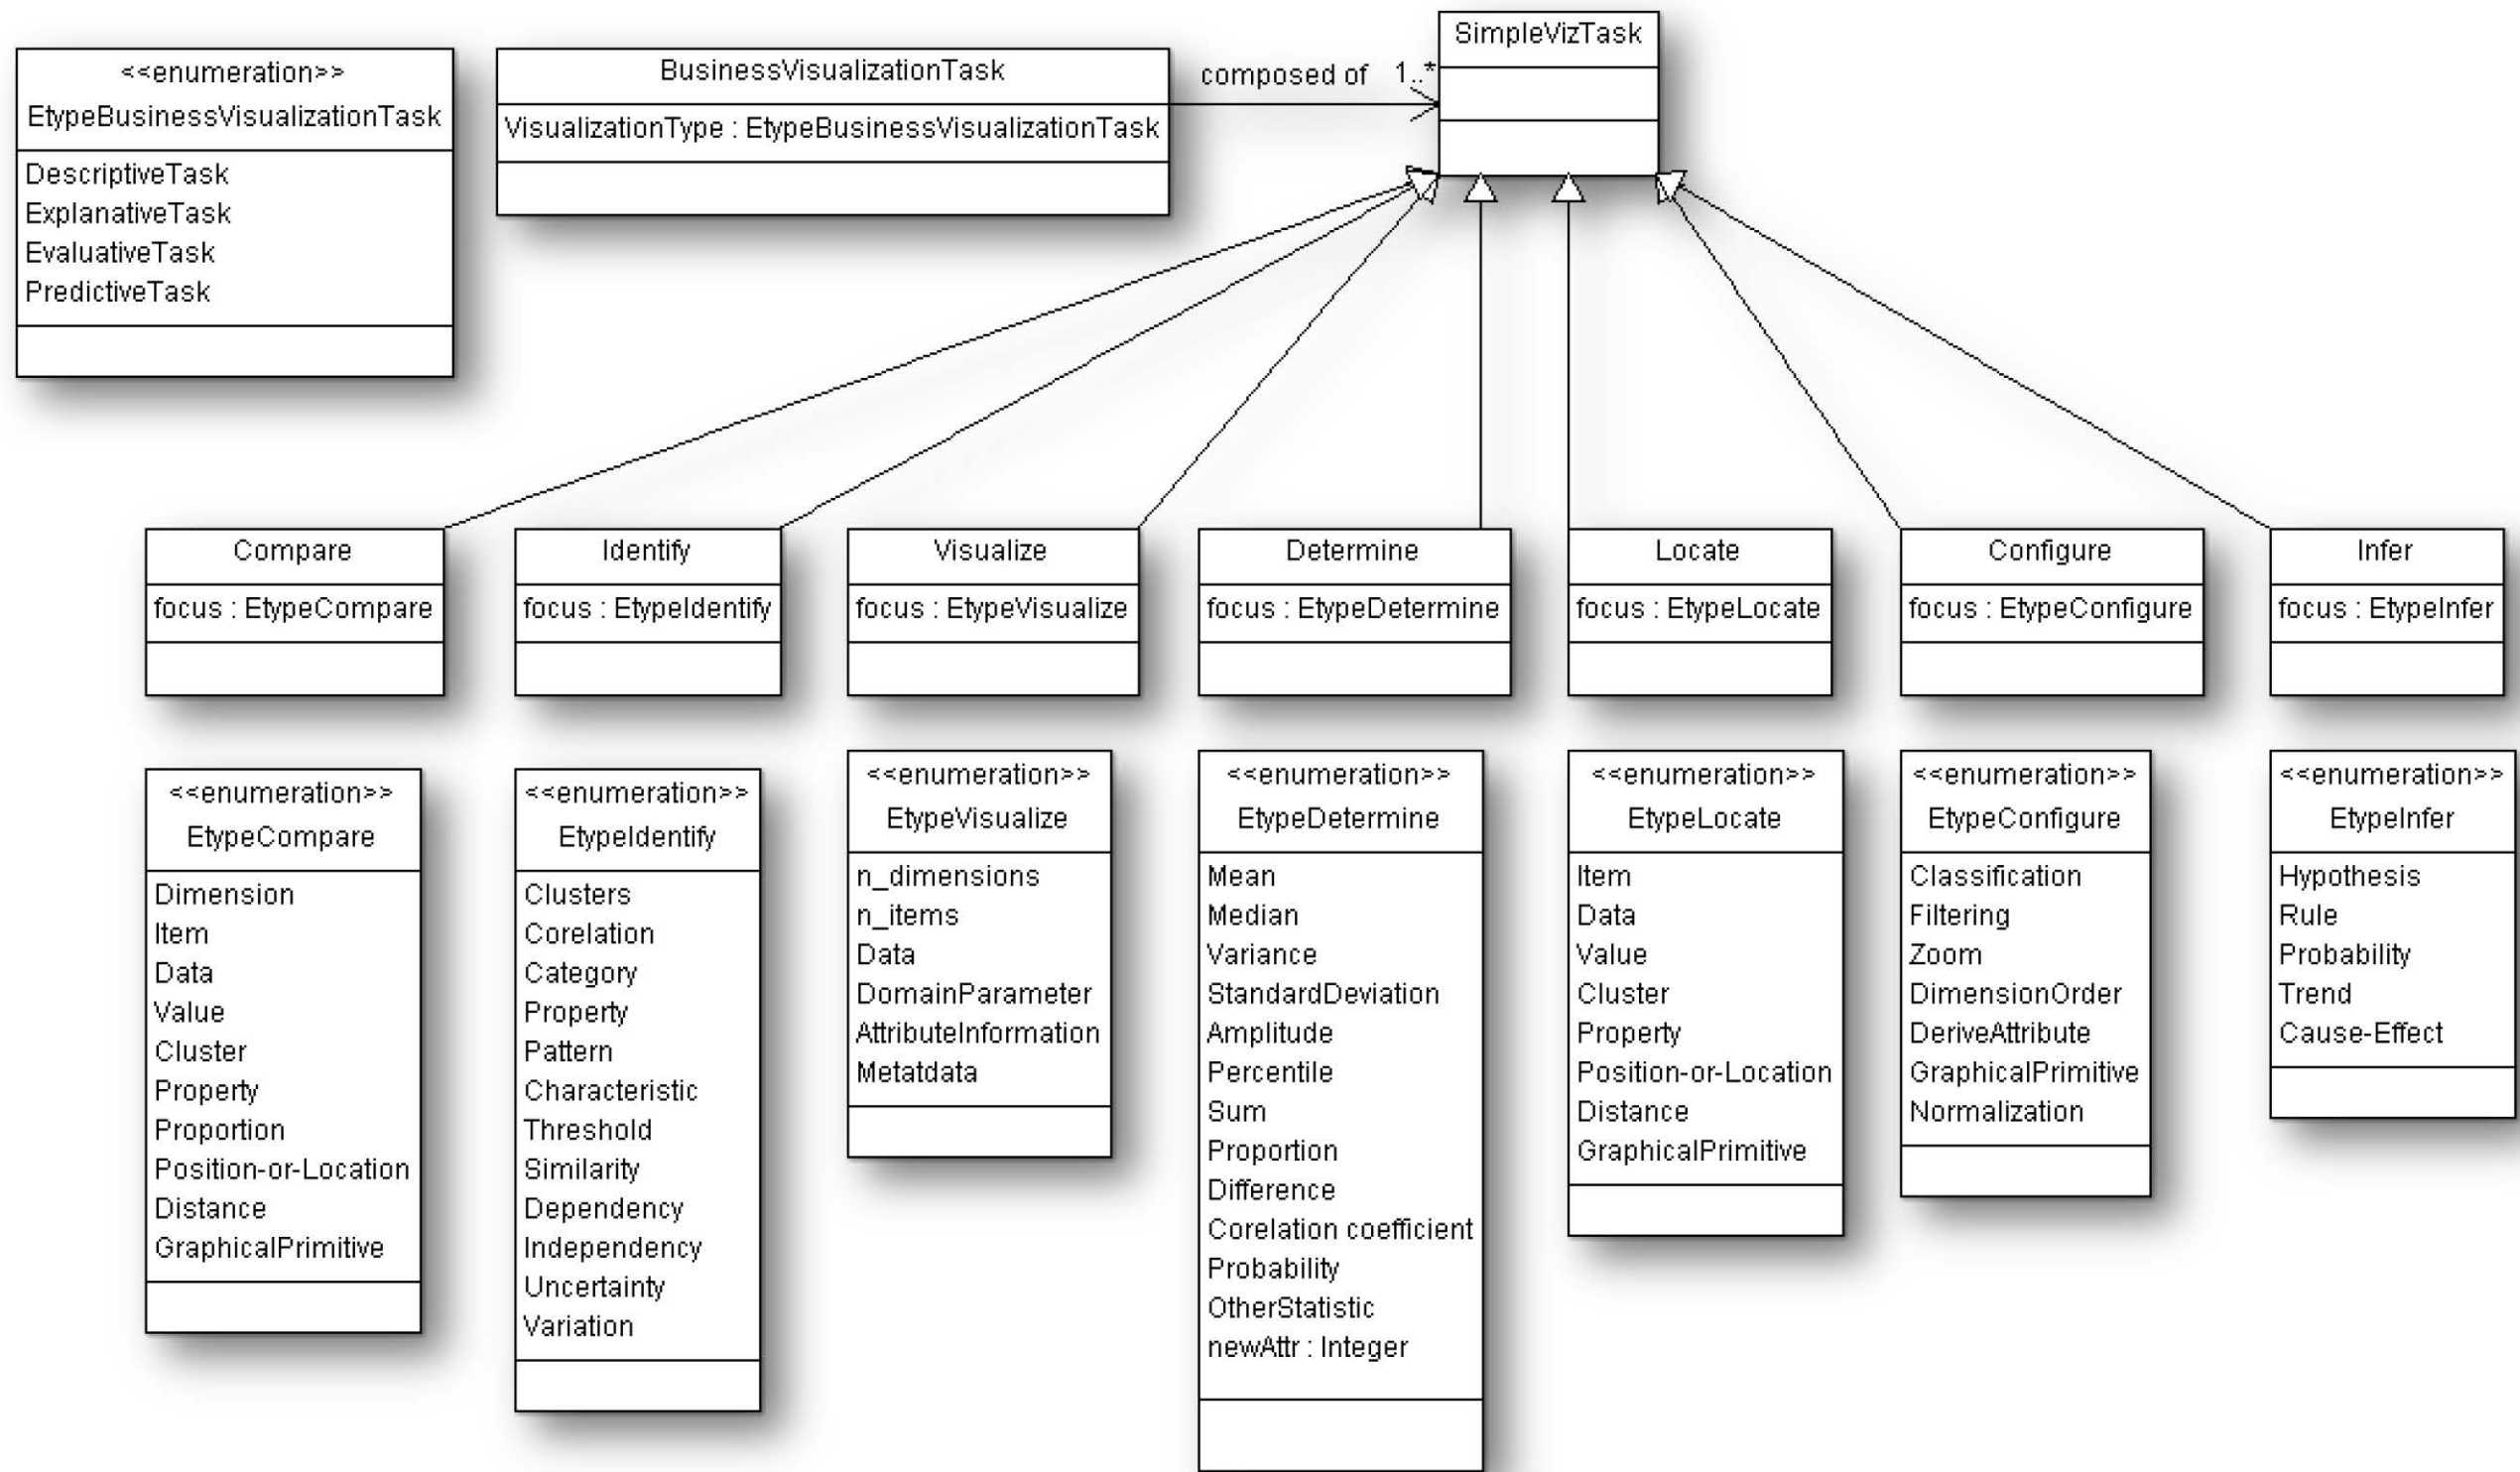 <<enumeration>>
EtypeBusinessVisualizationTask
DescriptiveTask
ExplanativeTask
EvaluativeTask
PredictiveTask
BusinessVisualizationTask
VisualizationType : EtypeBusinessVisualizationTask
composed of 1..*
SimpleVizTask
Compare
focus : EtypeCompare
Identify
focus : EtypeIdentify
Visualize
focus : EtypeVisualize
Determine
focus : EtypeDetermine
Locate
focus : EtypeLocate
Configure
focus : EtypeConfigure
Infer
focus : EtypeInfer
<<enumeration>>
EtypeCompare
Dimension
Item
Data
Value
Cluster
Property
Proportion
Position-or-Location
Distance
GraphicalPrimitive
<<enumeration>>
EtypeIdentify
Clusters
Corelation
Category
Property
Pattern
Characteristic
Threshold
Similarity
Dependency
Independency
Uncertainty
Variation
<<enumeration>>
EtypeVisualize
n_dimensions
n_items
Data
DomainParameter
AttributeInformation
Metatdata
<<enumeration>>
EtypeDetermine
Mean
Median
Variance
StandardDeviation
Amplitude
Percentile
Sum
Proportion
Difference
Corelation coefficient
Probability
OtherStatistic
newAttr : Integer
<<enumeration>>
EtypeLocate
Item
Data
Value
Cluster
Property
Position-or-Location
Distance
GraphicalPrimitive
<<enumeration>>
EtypeConfigure
Classification
Filtering
Zoom
DimensionOrder
DeriveAttribute
GraphicalPrimitive
Normalization
<<enumeration>>
EtypeInfer
Hypothesis
Rule
Probability
Trend
Cause-Effect